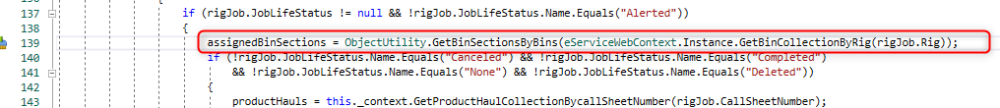 136 {
137 if (rigJob.JobLifeStatus != null && !rigJob.JobLifeStatus.Name.Equals("Alerted"))
138 {
139 assignedBinSections = ObjectUtility.GetBinSectionsByBins(eServiceWebContext.Instance.GetBinCollectionByRig(rigJob.Rig));
140 if (!rigJob.JobLifeStatus.Name.Equals("Canceled") && !rigJob.JobLifeStatus.Name.Equals("Completed")
141 && !rigJob.JobLifeStatus.Name.Equals("None") && !rigJob.JobLifeStatus.Name.Equals("Deleted"))
142 {
143 productHauls = this._context.GetProductHaulCollectionBycallSheetNumber(rigJob.CallSheetNumber);